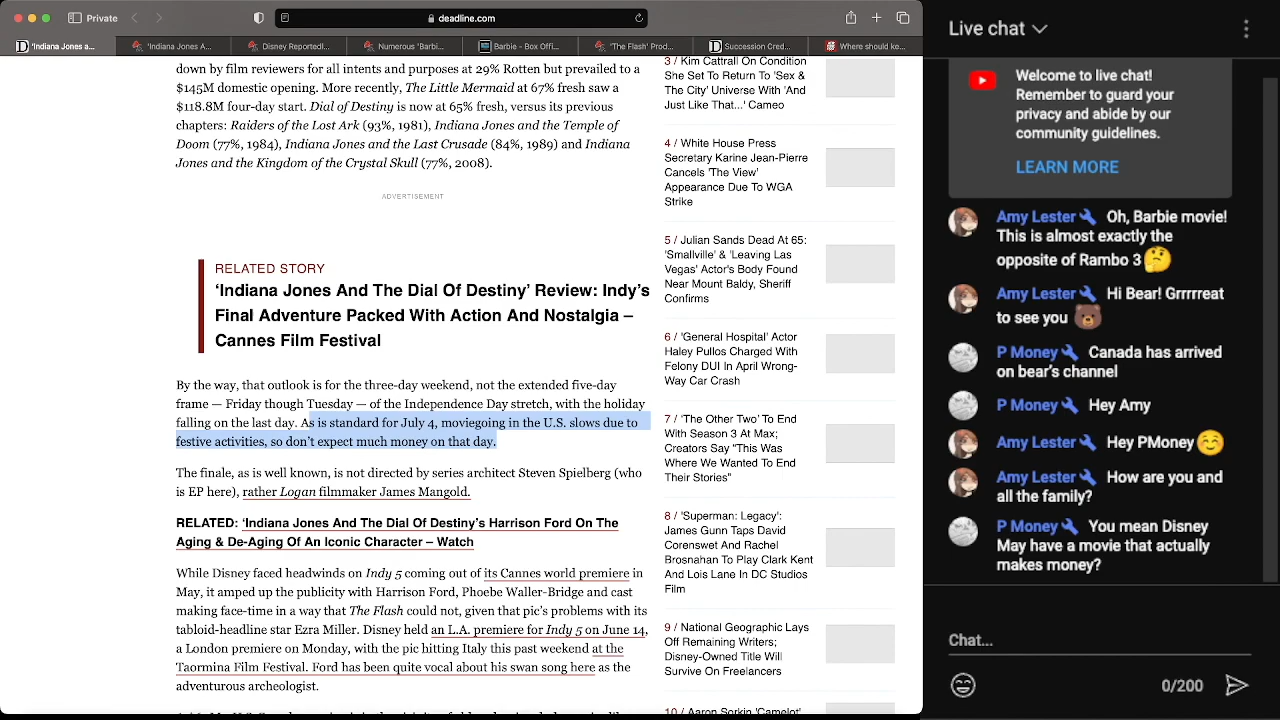 Private
deadline.com
'Indiana Jones a...
'Indiana Jones A...
Disney Reportedl...
Numerous 'Barbi...
Barbie - Box Offi...
'The Flash' Prod...
Succession Cred...
Where should ke...
down by film reviewers for all intents and purposes at 29% Rotten but prevailed to a
$145M domestic opening. More recently, The Little Mermaid at 67% fresh saw a
$118.8M four-day start. Dial of Destiny is now at 65% fresh, versus its previous
chapters: Raiders of the Lost Ark (93%, 1981), Indiana Jones and the Temple of
Doom (77%, 1984), Indiana Jones and the Last Crusade (84%, 1989) and Indiana
Jones and the Kingdom of the Crystal Skull (77%, 2008).
ADVERTISEMENT
RELATED STORY
‘Indiana Jones And The Dial Of Destiny’ Review: Indy’s
Final Adventure Packed With Action And Nostalgia –
Cannes Film Festival
By the way, that outlook is for the three-day weekend, not the extended five-day
frame — Friday though Tuesday — of the Independence Day stretch, with the holiday
falling on the last day. As is standard for July 4, moviegoing in the U.S. slows due to
festive activities, so don’t expect much money on that day.
The finale, as is well known, is not directed by series architect Steven Spielberg (who
is EP here), rather Logan filmmaker James Mangold.
RELATED: ‘Indiana Jones And The Dial Of Destiny’s Harrison Ford On The
Aging & De-Aging Of An Iconic Character – Watch
While Disney faced headwinds on Indy 5 coming out of its Cannes world premiere in
May, it amped up the publicity with Harrison Ford, Phoebe Waller-Bridge and cast
making face-time in a way that The Flash could not, given that pic’s problems with its
tabloid-headline star Ezra Miller. Disney held an L.A. premiere for Indy 5 on June 14,
a London premiere on Monday, with the pic hitting Italy this past weekend at the
Taormina Film Festival. Ford has been quite vocal about his swan song here as the
adventurous archeologist.
3 / Kim Cattrall On Condition
She Set To Return To 'Sex &
The City' Universe With 'And
Just Like That...' Cameo
4 / White House Press
Secretary Karine Jean-Pierre
Cancels 'The View'
Appearance Due To WGA
Strike
5 / Julian Sands Dead At 65:
'Smallville' & 'Leaving Las
Vegas' Actor's Body Found
Near Mount Baldy, Sheriff
Confirms
6 / 'General Hospital' Actor
Haley Pullos Charged With
Felony DUI In April Wrong-
Way Car Crash
7 / 'The Other Two' To End
With Season 3 At Max;
Creators Say "This Was
Where We Wanted To End
Their Stories"
8 / 'Superman: Legacy':
James Gunn Taps David
Corenswet And Rachel
Brosnahan To Play Clark Kent
And Lois Lane In DC Studios
Film
9 / National Geographic Lays
Off Remaining Writers;
Disney-Owned Title Will
Survive On Freelancers
10 / Aaron Sorkin 'Camelot'
Live chat
Welcome to live chat!
Remember to guard your
privacy and abide by our
community guidelines.
LEARN MORE
Amy Lester Oh, Barbie movie!
This is almost exactly the
opposite of Rambo 3
Amy Lester Hi Bear! Grrrreat
to see you
P Money Canada has arrived
on bear’s channel
P Money Hey Amy
Amy Lester Hey PMoney
Amy Lester How are you and
all the family?
P Money You mean Disney
May have a movie that actually
makes money?
Chat...
0/200